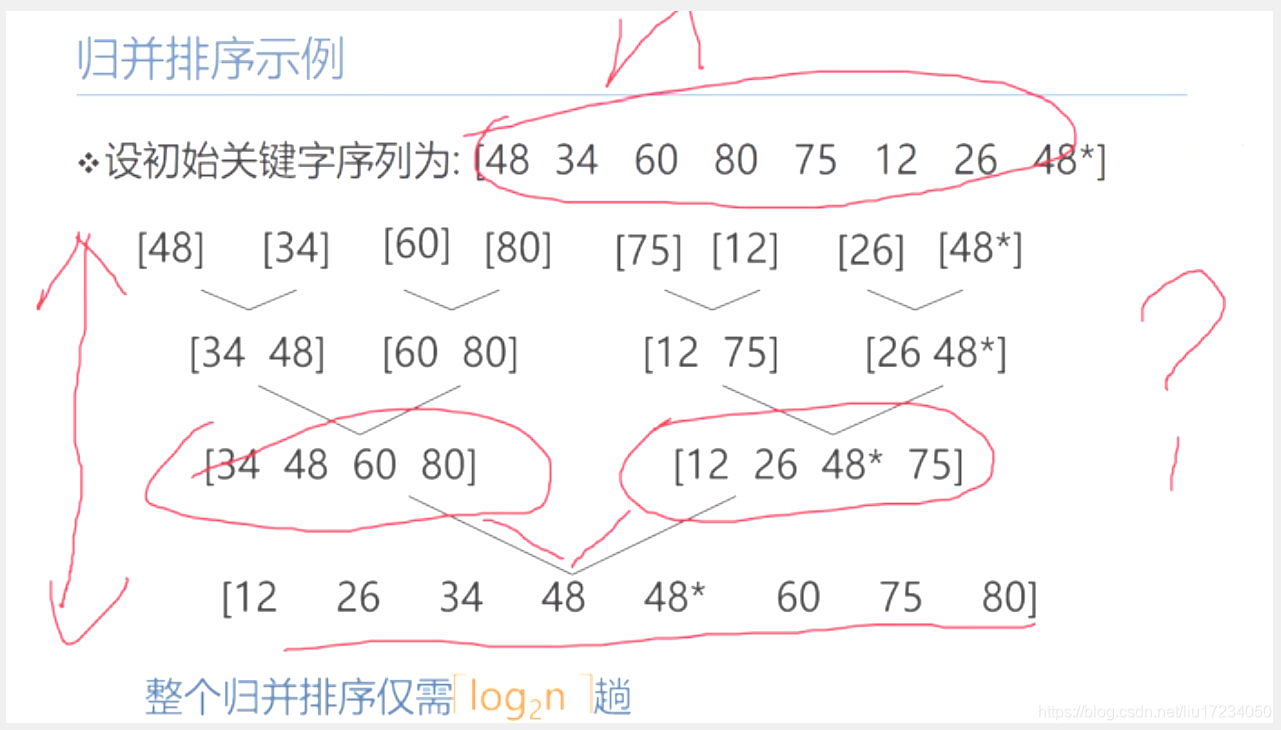 归并排序示例
❖设初始关键字序列为: [48 34 60 80 75 12 26 48*]
[48] [34] [60] [80] [75] [12] [26] [48*]
[34 48] [60 80] [12 75] [26 48*]
[34 48 60 80] [12 26 48* 75]
[12 26 34 48 48* 60 75 80]
整个归并排序仅需⌈log₂n⌉趟
https://blog.csdn.net/liu17234050